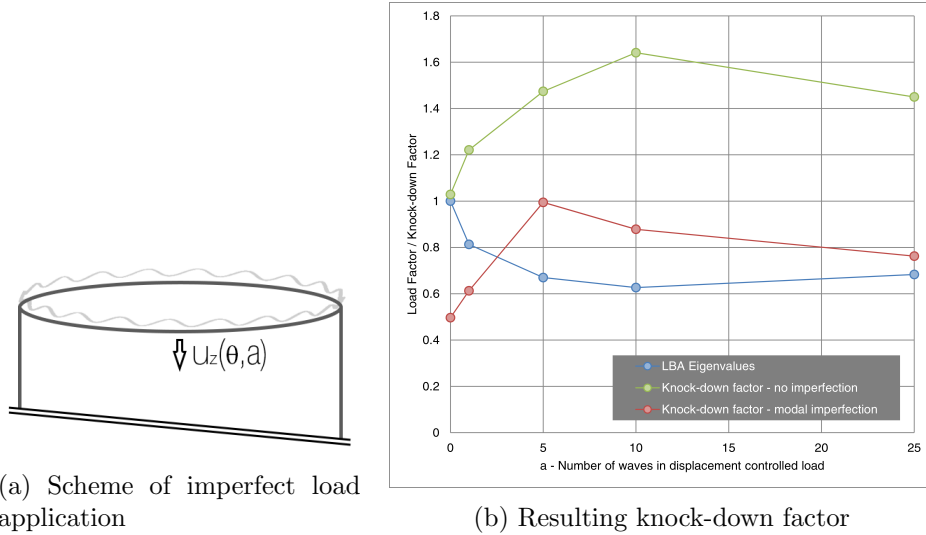 uz(θ,a)
(a) Scheme of imperfect load
application
1.8
1.6
1.4
1.2
1
0.8
0.6
0.4
0.2
0
Load Factor / Knock-down Factor
LBA Eigenvalues
Knock-down factor - no imperfection
Knock-down factor - modal imperfection
0 5 10 15 20 25
a - Number of waves in displacement controlled load
(b) Resulting knock-down factor